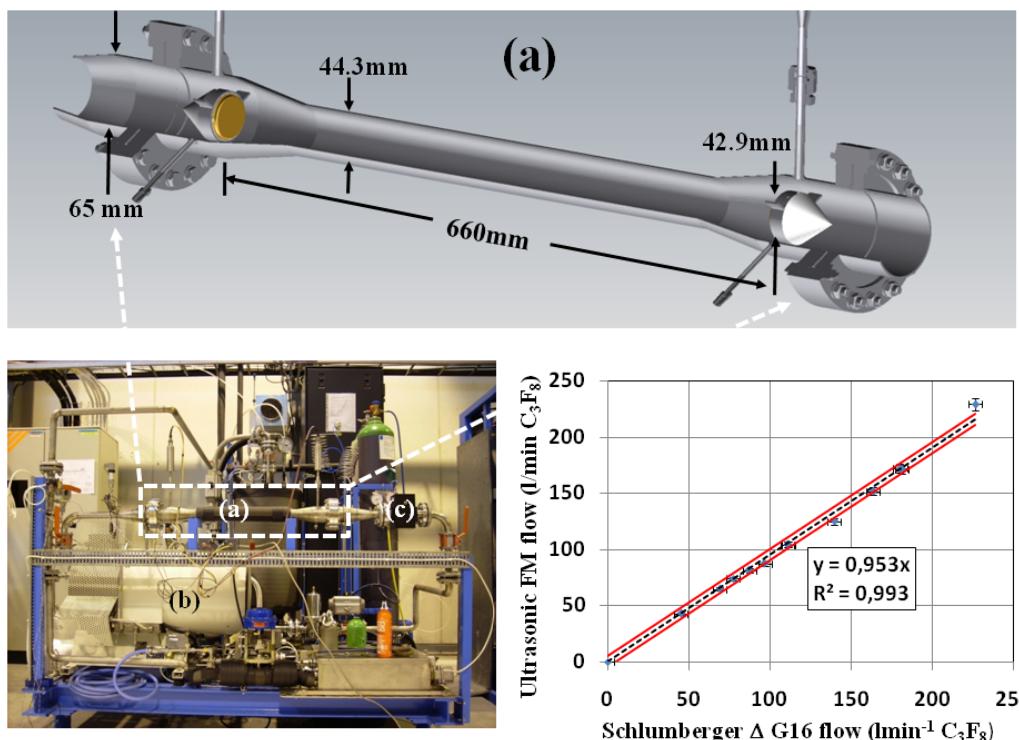 (a)
44.3mm
42.9mm
65 mm
660mm
(a)
(c)
(b)
Ultrasonic FM flow (l/min C₃F₈)
250
200
150
100
50
0
y = 0,953x
R² = 0,993
0
50
100
150
200
25
Schlumberger Δ G16 flow (lmin⁻¹ C₃F₈)